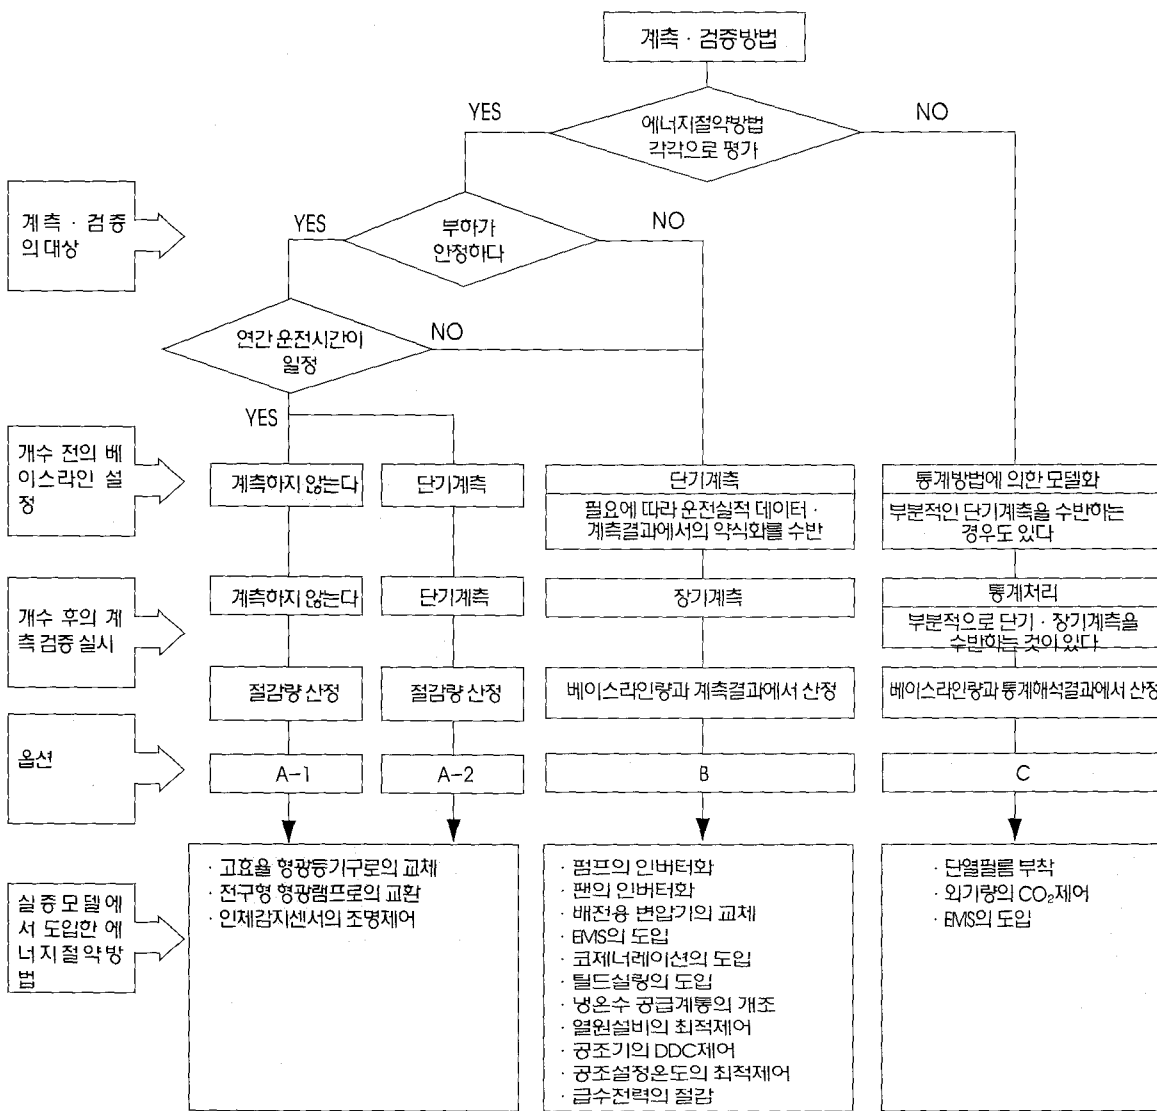 계측 · 검증방법
YES
에너지절약방법
각각으로 평가
NO
계측 · 검증
의대상
YES
부하가
안정하다
NO
연간 운전시간이
일정
NO
YES
개수 전의 베
이스라인 설
정
계측하지 않는다
단기계측
단기계측
필요에 따라 운전실적 데이터 ·
계측결과에서의 약식화를 수반
통계방법에 의한 모델화
부분적인 단기계측을 수반하는
경우도 있다
개수 후의 계
측검증 실시
계측하지 않는다
단기계측
장기계측
통계처리
부분적으로 단기 · 장기계측을
수반하는 것이 있다
절감량 산정
절감량 산정
베이스라인량과 계측결과에서 산정
베이스라인량과 통계해석결과에서 산정
옵션
A-1
A-2
B
C
실증모델에
서 도입한 에
너지절약방
법
· 고효율 형광등기구로의 교체
· 전구형 형광램프로의 교환
· 인체감지센서의 조명제어
· 펌프의 인버터화
· 팬의 인버터화
· 배전용 변압기의 교체
· EMS의 도입
· 코제너레이션의 도입
· 틸드실링의 도입
· 냉온수 공급계통의 개조
· 열원설비의 최적제어
· 공조기의 DDC제어
· 공조설정온도의 최적제어
· 급수전력의 절감
· 단열필름 부착
· 외기량의 CO₂제어
· EMS의 도입